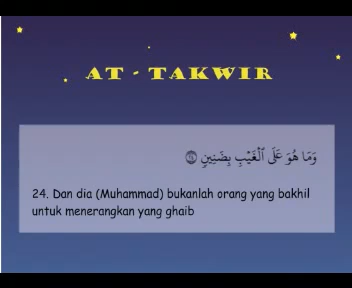 AT - TAKWIR
وَمَا هُوَ عَلَى ٱلْغَيْبِ بِضَنِينٍ ۝٢٤
24. Dan dia (Muhammad) bukanlah orang yang bakhil
untuk menerangkan yang ghaib